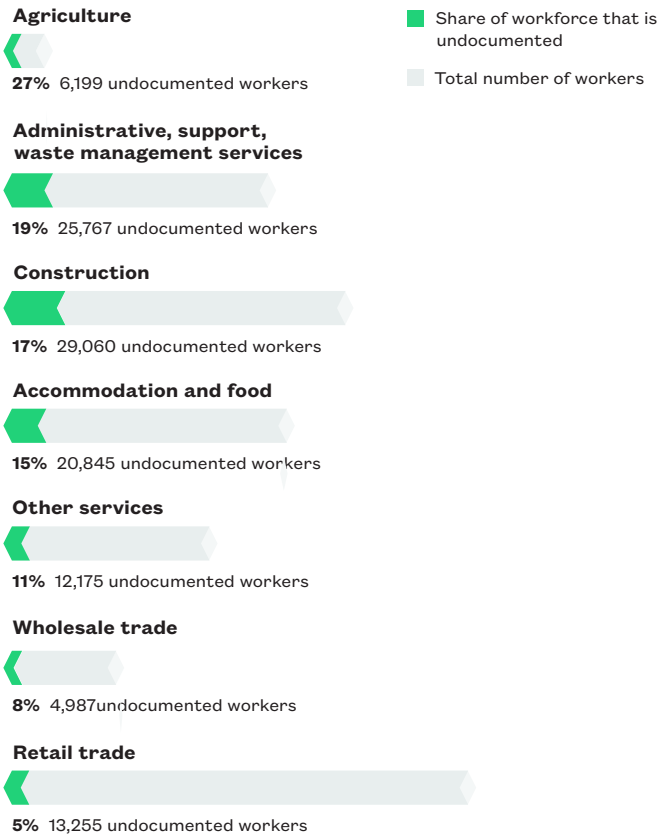 Agriculture
27% 6,199 undocumented workers
Share of workforce that is
undocumented
Total number of workers
Administrative, support,
waste management services
19% 25,767 undocumented workers
Construction
17% 29,060 undocumented workers
Accommodation and food
15% 20,845 undocumented workers
Other services
11% 12,175 undocumented workers
Wholesale trade
8% 4,987undocumented workers
Retail trade
5% 13,255 undocumented workers